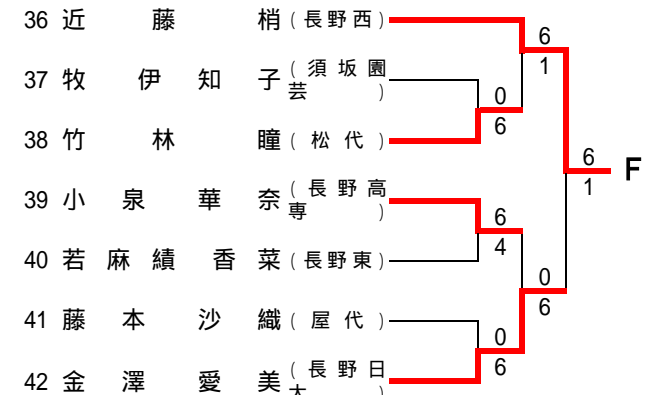 36 近藤梢 (長野西)
6
1
37 牧伊知子 (須坂園芸)
0
6
38 竹林瞳 (松代)
6
1
F
39 小泉華奈 (長野高専)
6
4
40 若麻績香菜 (長野東)
0
6
41 藤本沙織 (屋代)
0
6
42 金澤愛美 (長野日大)